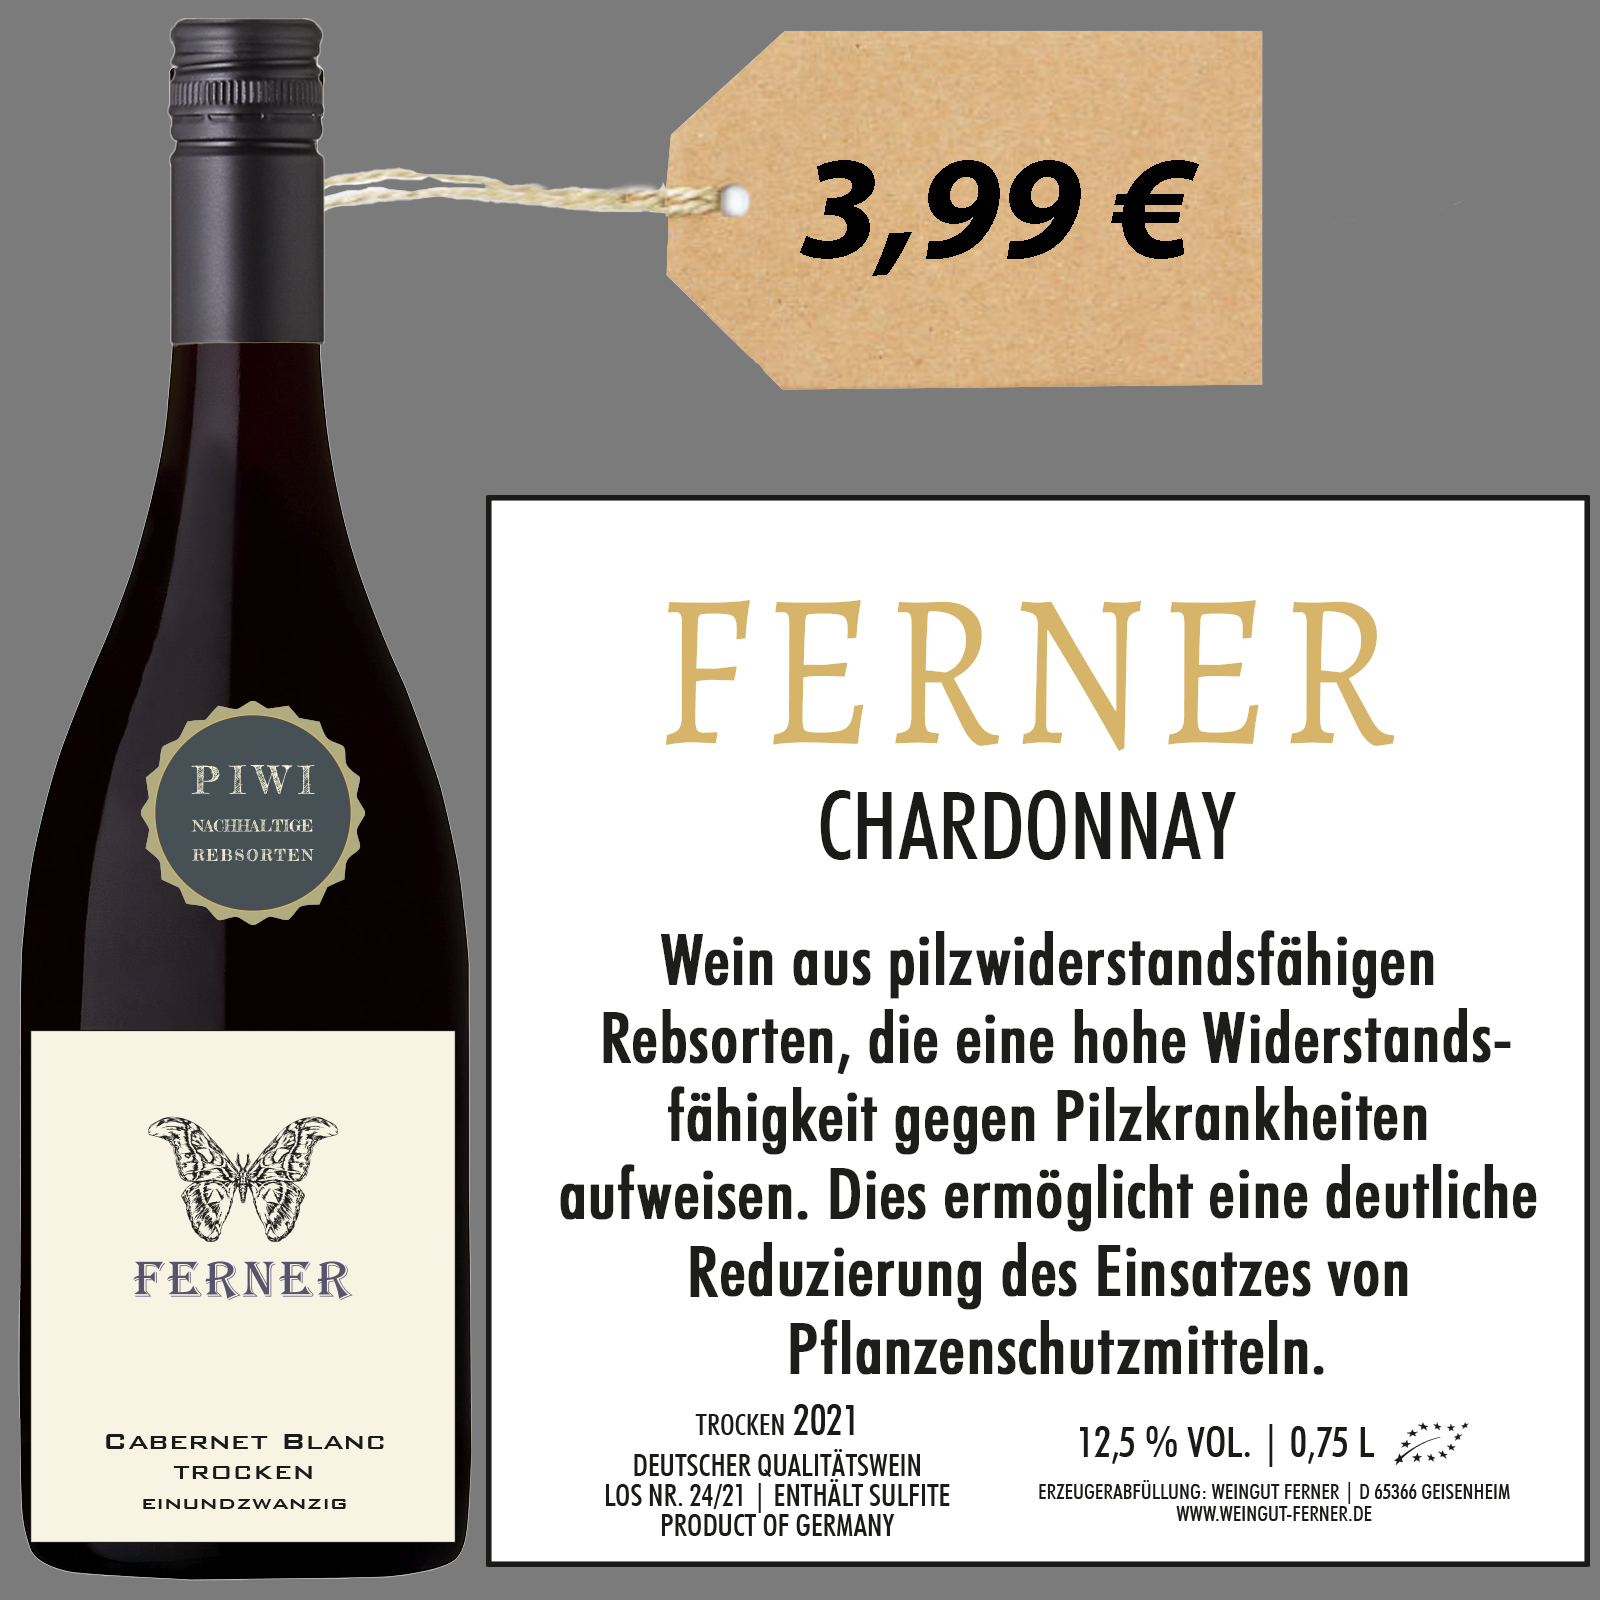 3,99 €
PIWI
NACHHALTIGE
REBSORTEN
FERNER
CABERNET BLANC
TROCKEN
EINUNDZWANZIG
FERNER
CHARDONNAY
Wein aus pilzwiderstandsfähigen
Rebsorten, die eine hohe Widerstands-
fähigkeit gegen Pilzkrankheiten
aufweisen. Dies ermöglicht eine deutliche
Reduzierung des Einsatzes von
Pflanzenschutzmitteln.
TROCKEN 2021
DEUTSCHER QUALITÄTSWEIN
LOS NR. 24/21 | ENTHÄLT SULFITE
PRODUCT OF GERMANY
12,5 % VOL. | 0,75 L
ERZEUGERABFÜLLUNG: WEINGUT FERNER | D 65366 GEISENHEIM
WWW.WEINGUT-FERNER.DE